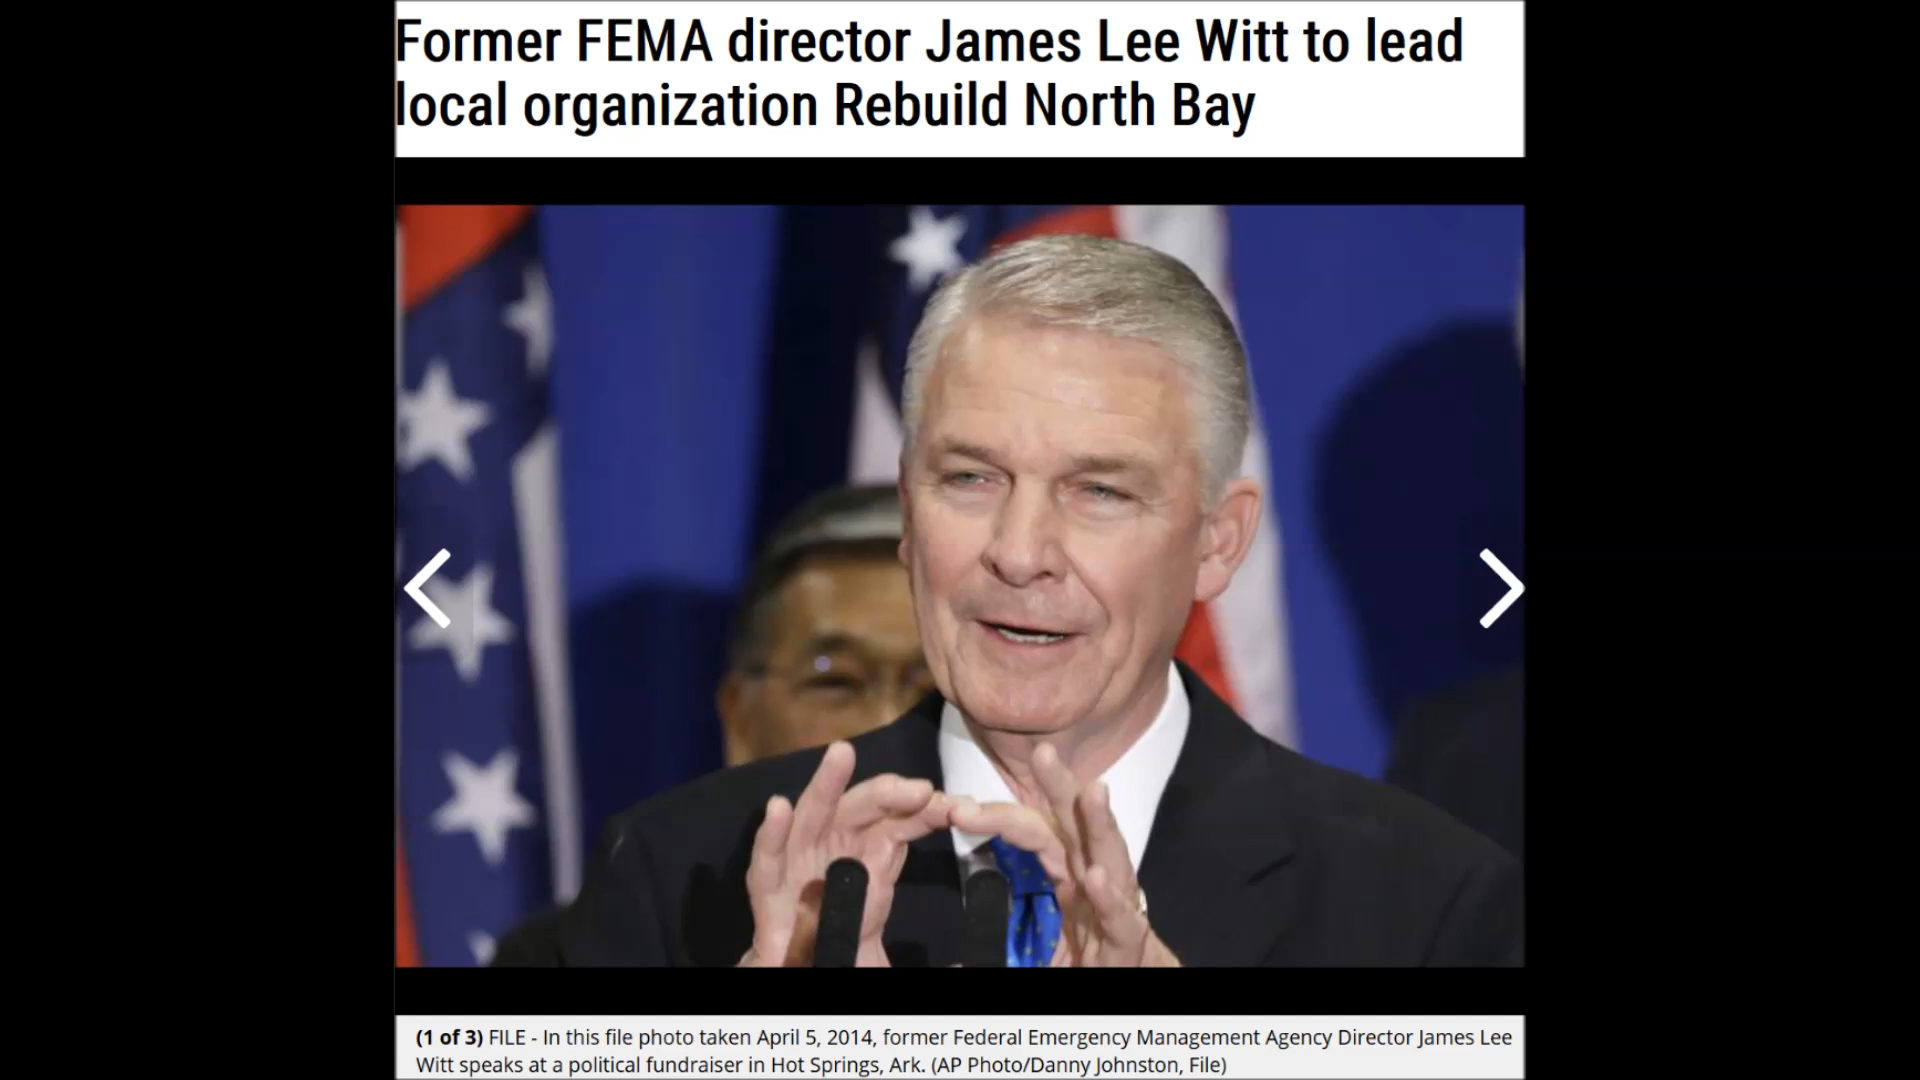 Former FEMA director James Lee Witt to lead
local organization Rebuild North Bay
(1 of 3) FILE - In this file photo taken April 5, 2014, former Federal Emergency Management Agency Director James Lee
Witt speaks at a political fundraiser in Hot Springs, Ark. (AP Photo/Danny Johnston, File)